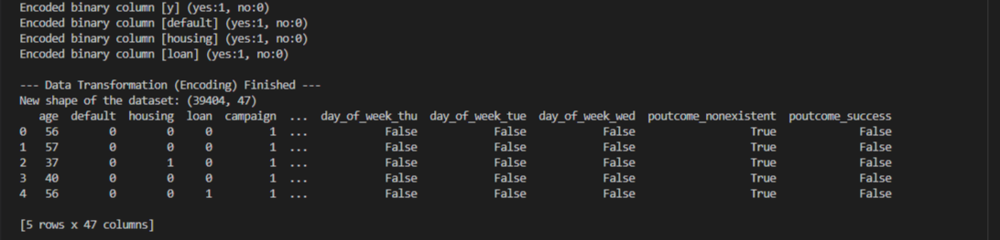 Encoded binary column [y] (yes:1, no:0)
Encoded binary column [default] (yes:1, no:0)
Encoded binary column [housing] (yes:1, no:0)
Encoded binary column [loan] (yes:1, no:0)
--- Data Transformation (Encoding) Finished ---
New shape of the dataset: (39404, 47)
age default housing loan campaign ... day_of_week_thu day_of_week_tue day_of_week_wed poutcome_nonexistent poutcome_success
0 56 0 0 0 1 ... False False False True False
1 57 0 0 0 1 ... False False False True False
2 37 0 1 0 1 ... False False False True False
3 40 0 0 0 1 ... False False False True False
4 56 0 0 1 1 ... False False False True False
[5 rows x 47 columns]